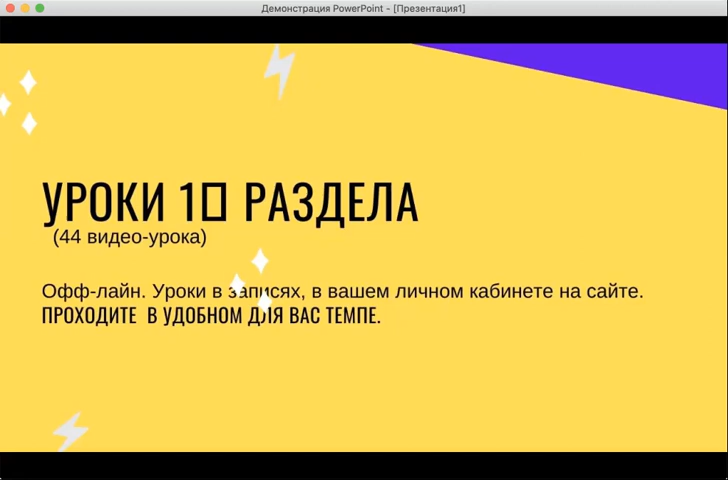 Демонстрация PowerPoint - [Презентация1]
УРОКИ 1□ РАЗДЕЛА
(44 видео-урока)
Офф-лайн. Уроки в записях, в вашем личном кабинете на сайте.
ПРОХОДИТЕ В УДОБНОМ ДЛЯ ВАС ТЕМПЕ.